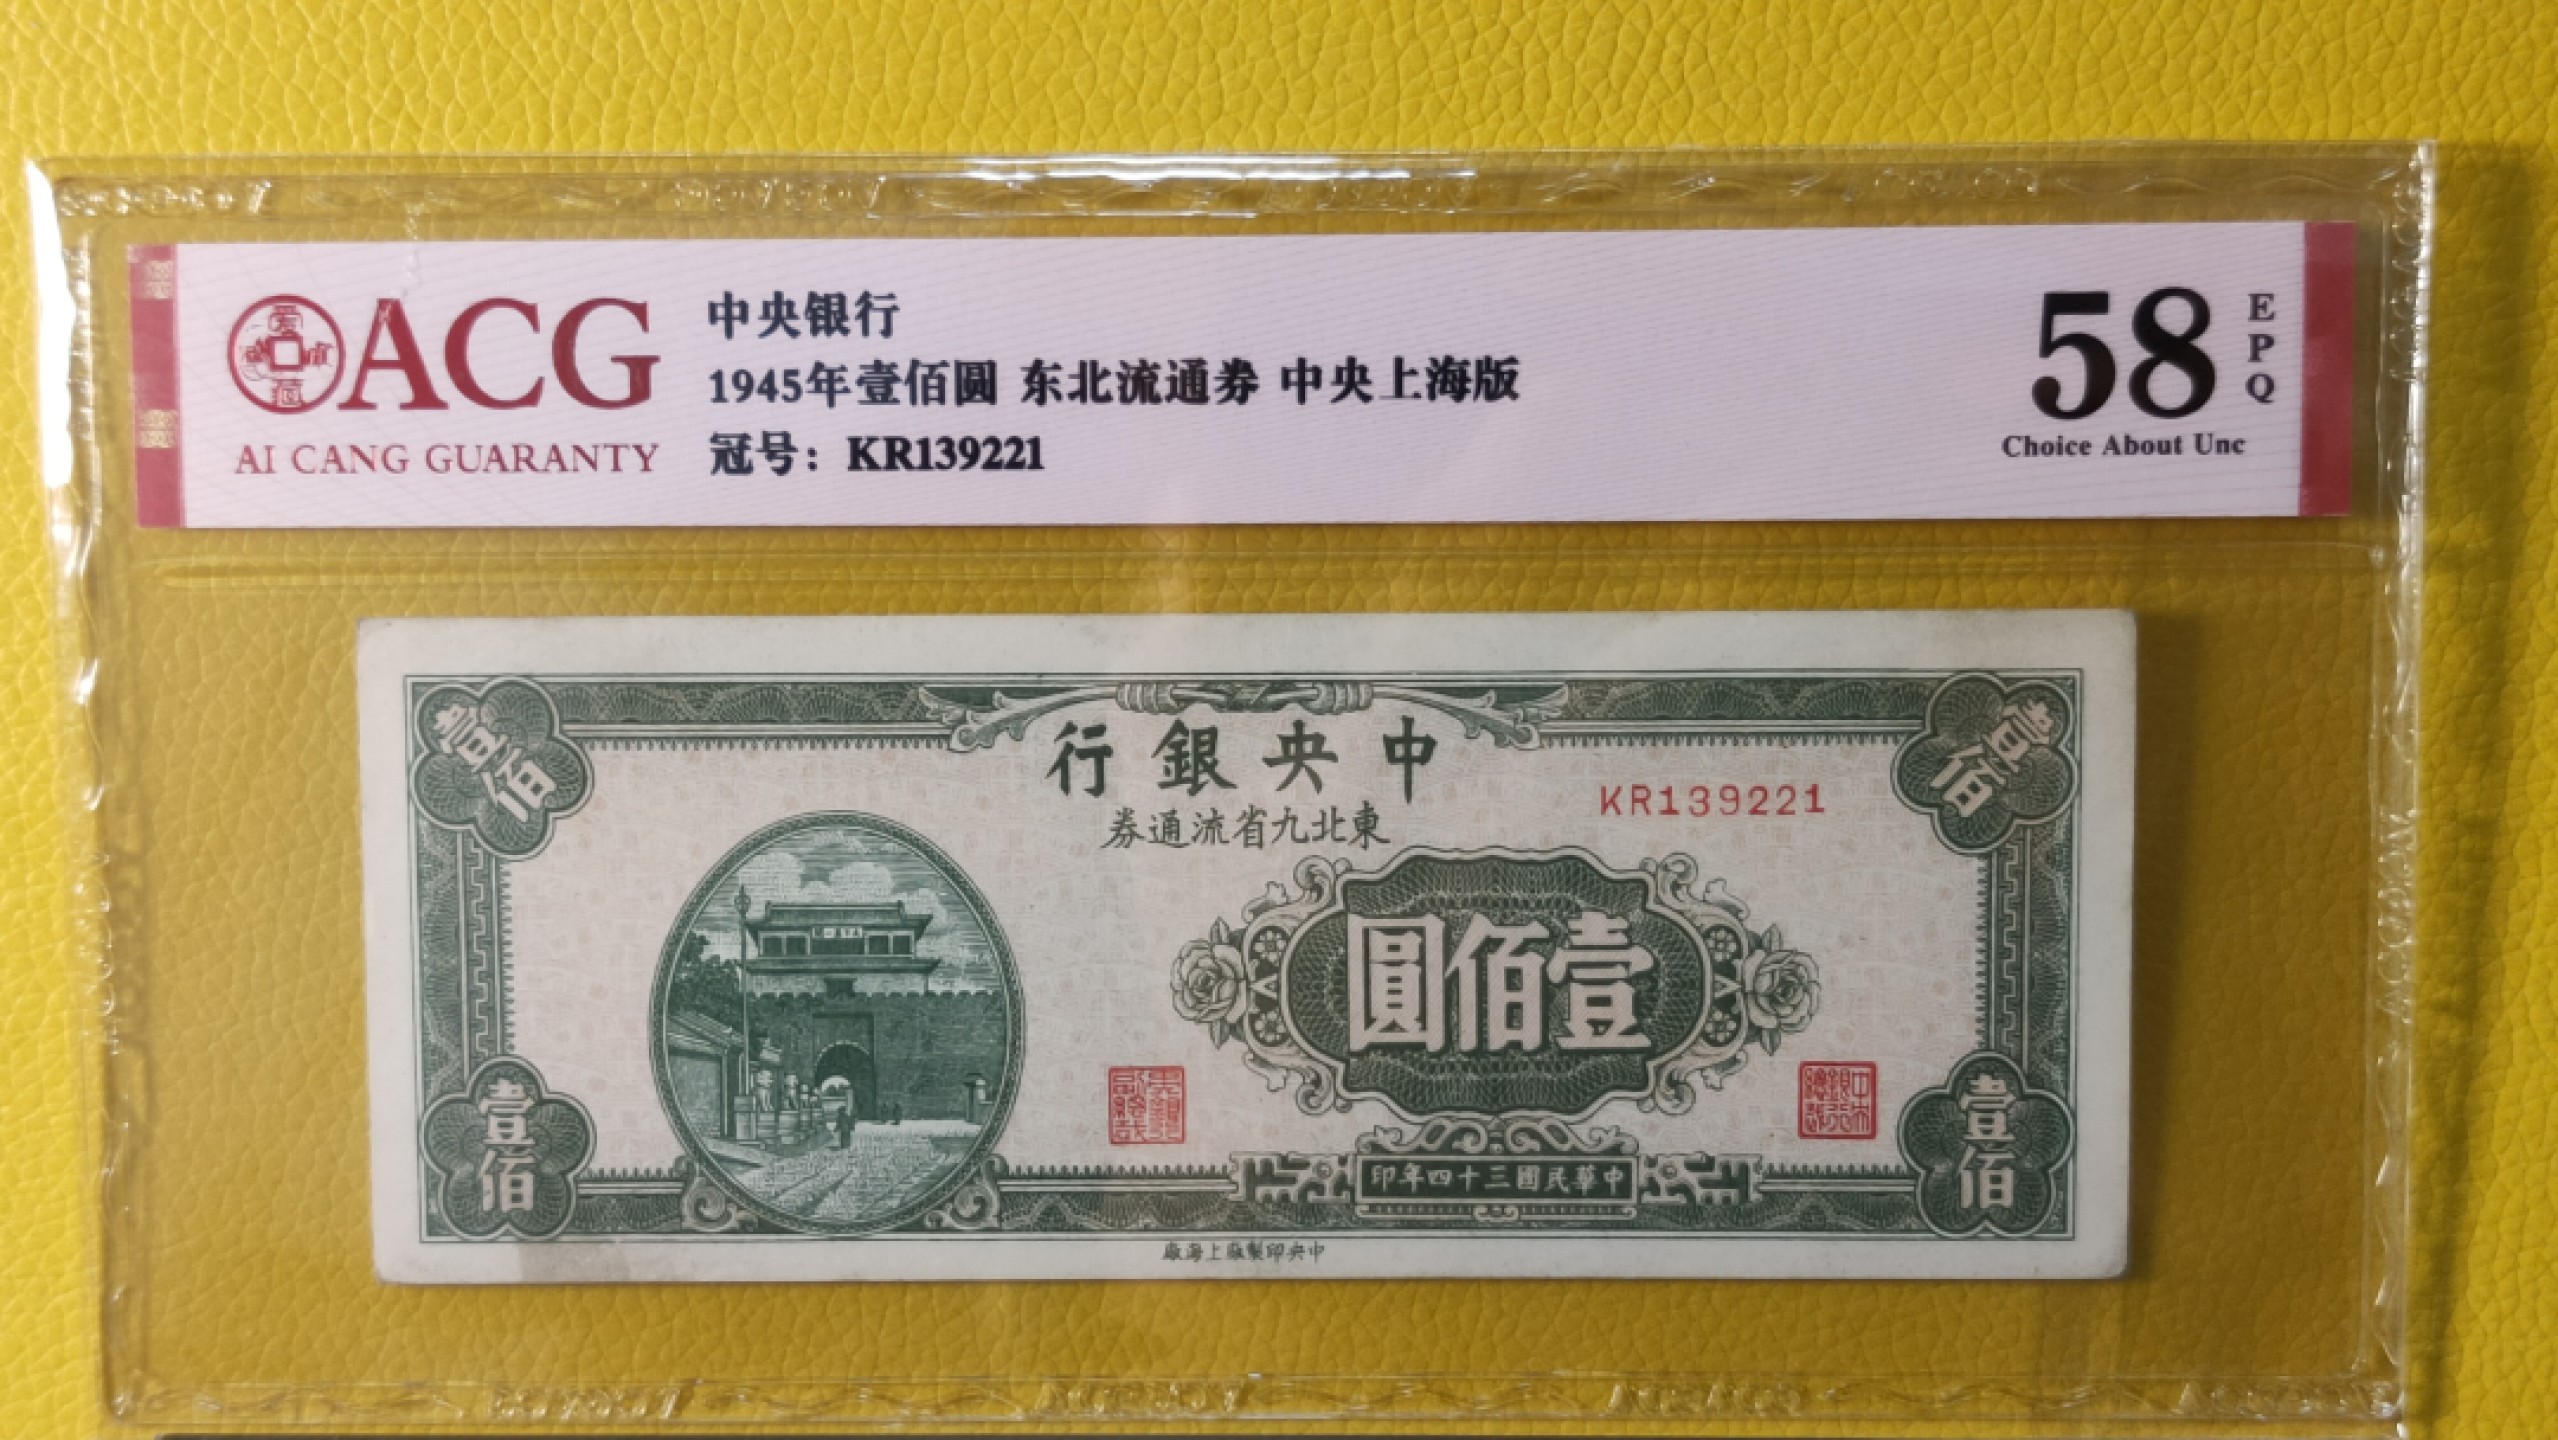 ACG
AI CANG GUARANTY
中央银行
1945年壹佰圆 东北流通券 中央上海版
冠号：KR139221
58
EPQ
Choice About Unc
中央銀行
東北九省流通券
KR139221
壹佰
壹佰
壹佰圓
壹佰
壹佰
中華民國三十四年印
中央印製廠上海廠